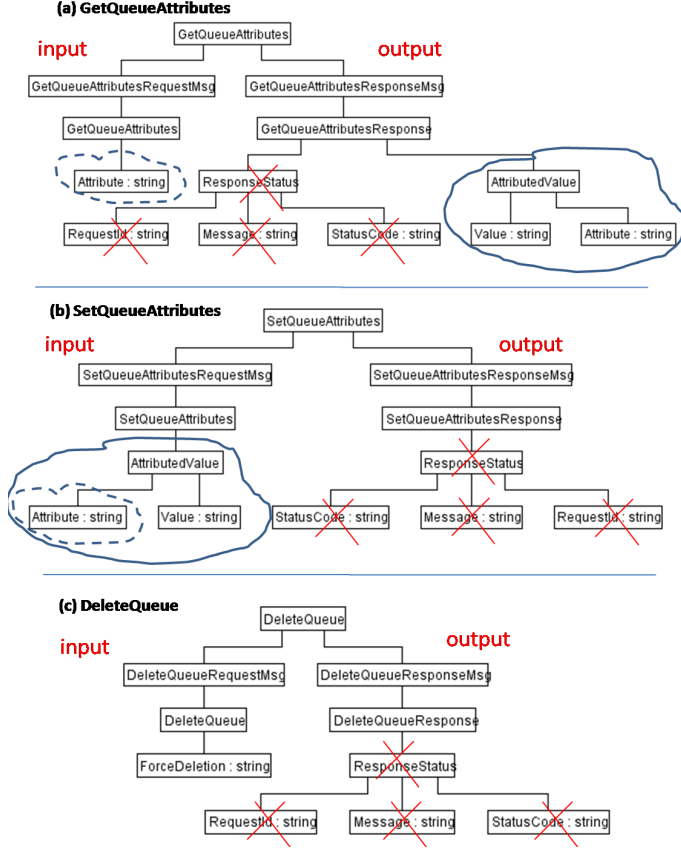 (a) GetQueueAttributes
GetQueueAttributes
input
output
GetQueueAttributesRequestMsg
GetQueueAttributesResponseMsg
GetQueueAttributes
GetQueueAttributesResponse
Attribute : string
ResponseStatus
AttributedValue
RequestId : string
Message : string
StatusCode : string
Value : string
Attribute : string
(b) SetQueueAttributes
SetQueueAttributes
input
output
SetQueueAttributesRequestMsg
SetQueueAttributesResponseMsg
SetQueueAttributes
SetQueueAttributesResponse
AttributedValue
ResponseStatus
Attribute : string
Value : string
StatusCode : string
Message : string
RequestId : string
(c) DeleteQueue
DeleteQueue
input
output
DeleteQueueRequestMsg
DeleteQueueResponseMsg
DeleteQueue
DeleteQueueResponse
ForceDeletion : string
ResponseStatus
RequestId : string
Message : string
StatusCode : string